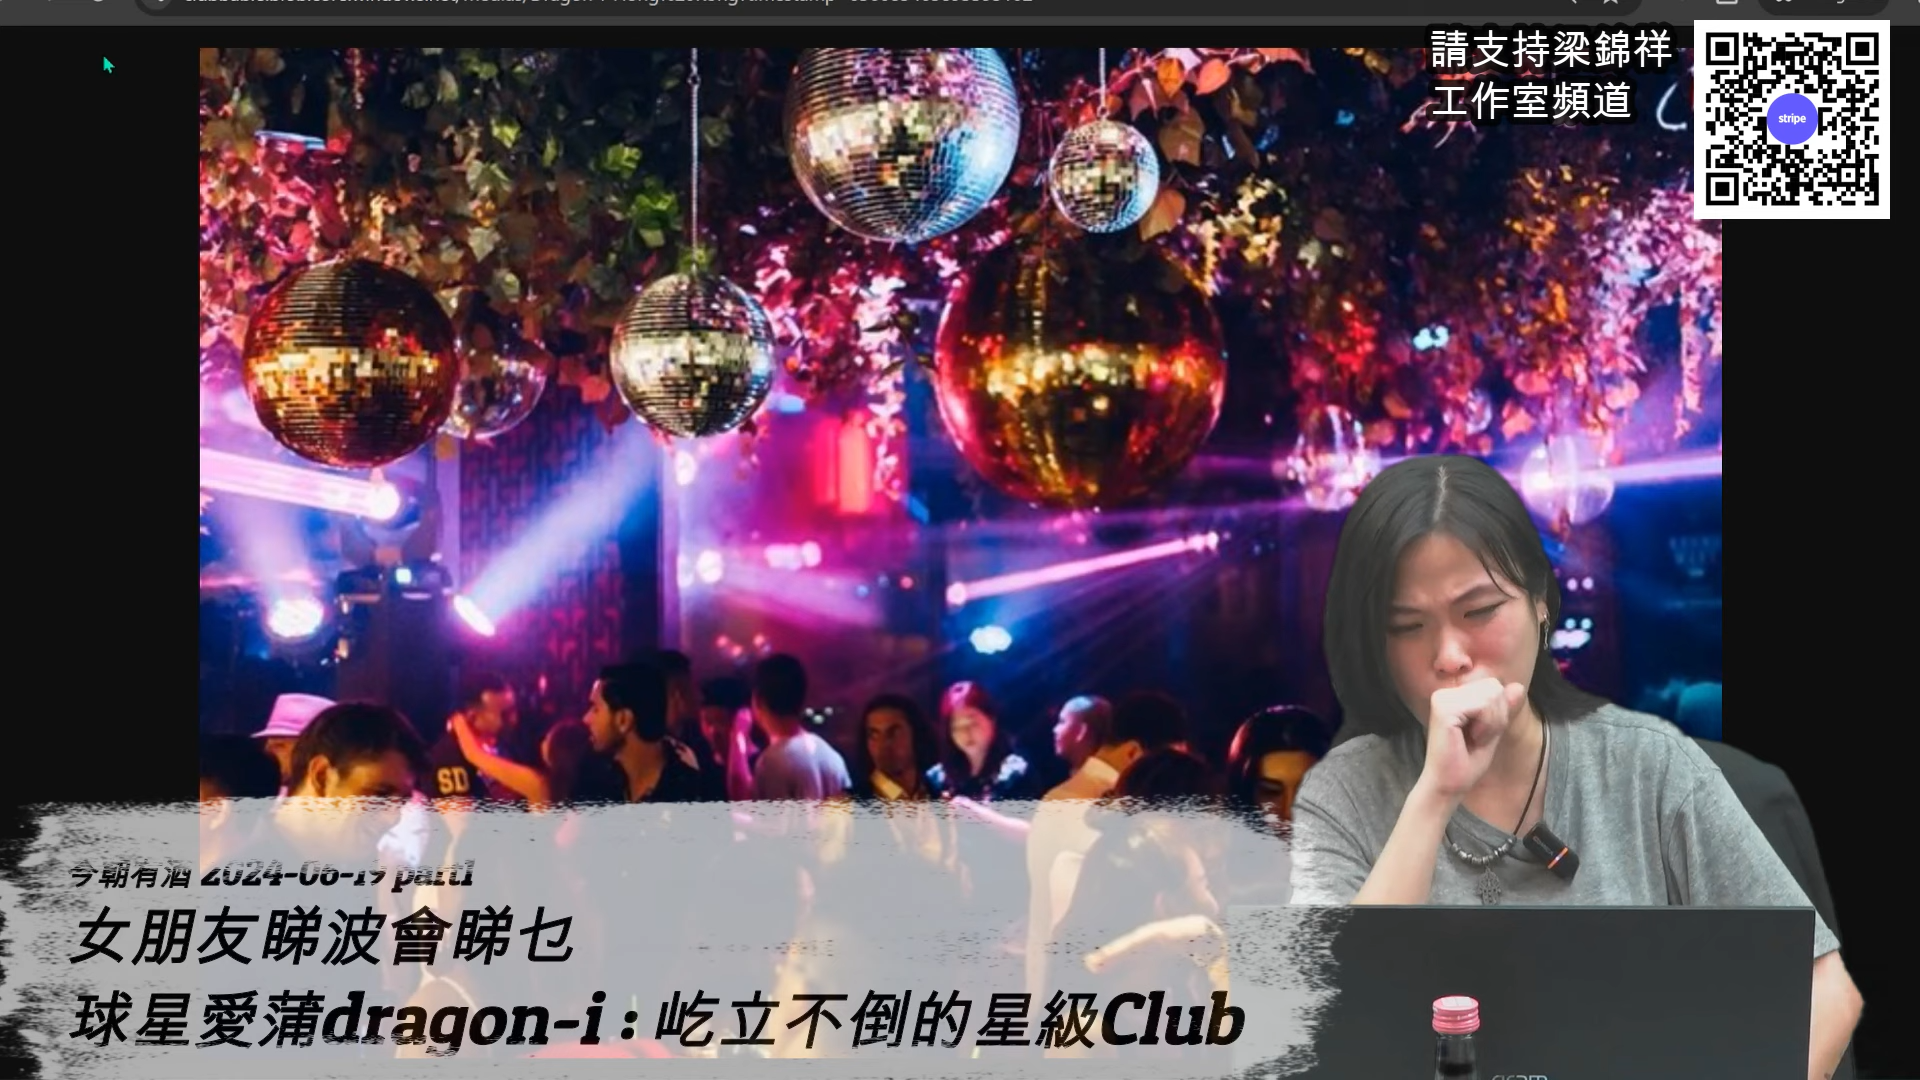 請支持梁錦祥
工作室頻道
stripe
SD
今朝有酒 2024-06-19 part1
女朋友睇波會睇乜
球星愛蒲dragon-i : 屹立不倒的星級Club